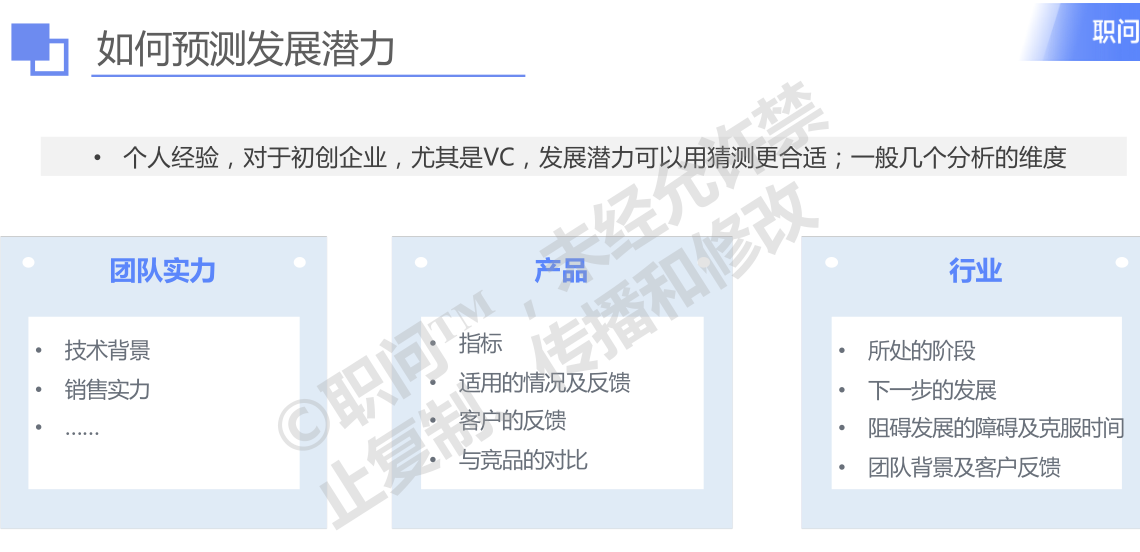 如何预测发展潜力
职问
• 个人经验，对于初创企业，尤其是VC，发展潜力可以用猜测更合适；一般几个分析的维度
团队实力
• 技术背景
• 销售实力
• ……
产品
• 指标
• 适用的情况及反馈
• 客户的反馈
• 与竞品的对比
行业
• 所处的阶段
• 下一步的发展
• 阻碍发展的障碍及克服时间
• 团队背景及客户反馈
©职问™，未经允许禁
止复制、传播和修改